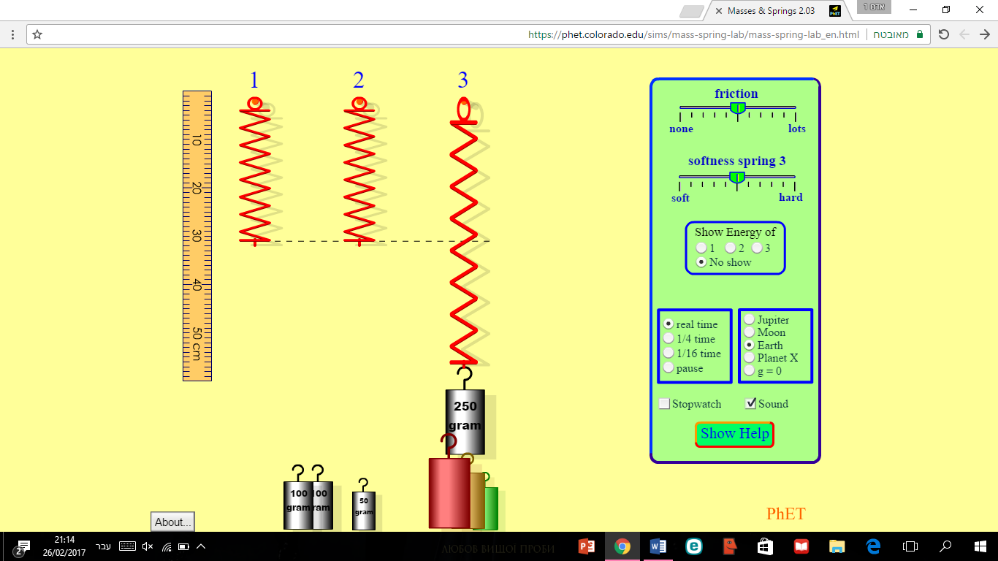 Masses & Springs 2.03
https://phet.colorado.edu/sims/mass-spring-lab/mass-spring-lab_en.html
מאובטח
1 2 3
10
20
30
40
50 cm
friction
none lots
softness spring 3
soft hard
Show Energy of
1 2 3
No show
real time
1/4 time
1/16 time
pause
Jupiter
Moon
Earth
Planet X
g = 0
Stopwatch Sound
Show Help
250
gram
100
gram
50
gram
About...
PhET
21:14
26/02/2017
עבר
ЛЮБОВ ВИЩОЇ ПРОБИ